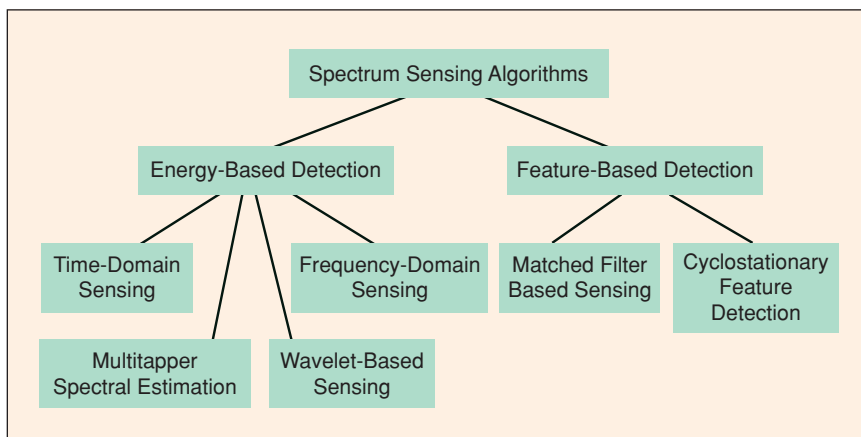 Spectrum Sensing Algorithms
Energy-Based Detection
Feature-Based Detection
Time-Domain
Sensing
Frequency-Domain
Sensing
Matched Filter
Based Sensing
Cyclostationary
Feature
Detection
Multitapper
Spectral Estimation
Wavelet-Based
Sensing